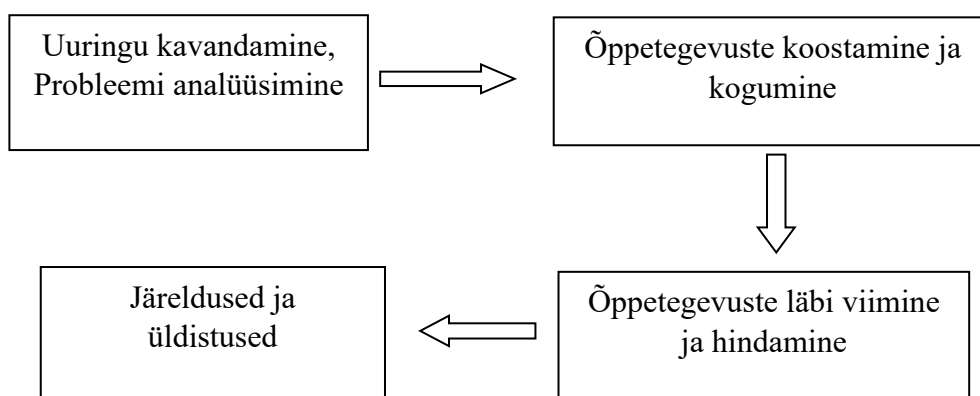 Uuringu kavandamine,
Probleemi analüüsimine
Õppetegevuste koostamine ja
kogumine
Õppetegevuste läbi viimine
ja hindamine
Järeldused ja
üldistused